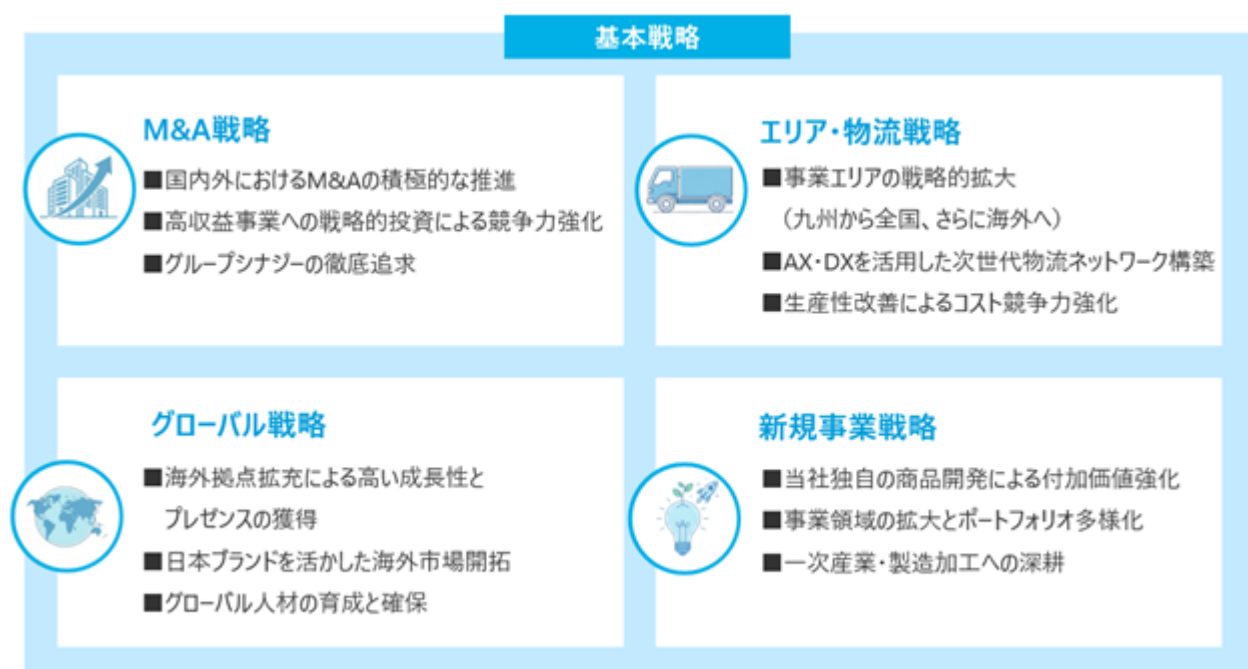 基本戦略
M&A戦略
■国内外におけるM&Aの積極的な推進
■高収益事業への戦略的投資による競争力強化
■グループシナジーの徹底追求
エリア・物流戦略
■事業エリアの戦略的拡大
（九州から全国、さらに海外へ）
■AX・DXを活用した次世代物流ネットワーク構築
■生産性改善によるコスト競争力強化
グローバル戦略
■海外拠点拡充による高い成長性と
プレゼンスの獲得
■日本ブランドを活かした海外市場開拓
■グローバル人材の育成と確保
新規事業戦略
■当社独自の商品開発による付加価値強化
■事業領域の拡大とポートフォリオ多様化
■一次産業・製造加工への深耕